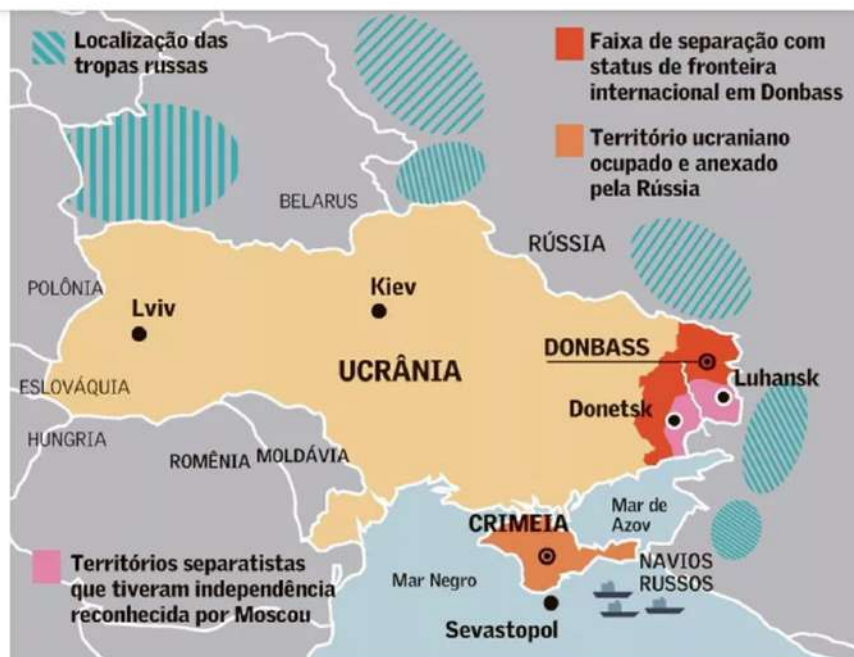 Localização das
tropas russas
Faixa de separação com
status de fronteira
internacional em Donbass
Território ucraniano
ocupado e anexado
pela Rússia
BELARUS
RÚSSIA
POLÔNIA
Lviv
Kiev
UCRÂNIA
DONBASS
Luhansk
Donetsk
ESLOVÁQUIA
HUNGRIA
ROMÊNIA
MOLDÁVIA
Mar de
Azov
CRIMEIA
NAVIOS
RUSSOS
Mar Negro
Sevastopol
Territórios separatistas
que tiveram independência
reconhecida por Moscou